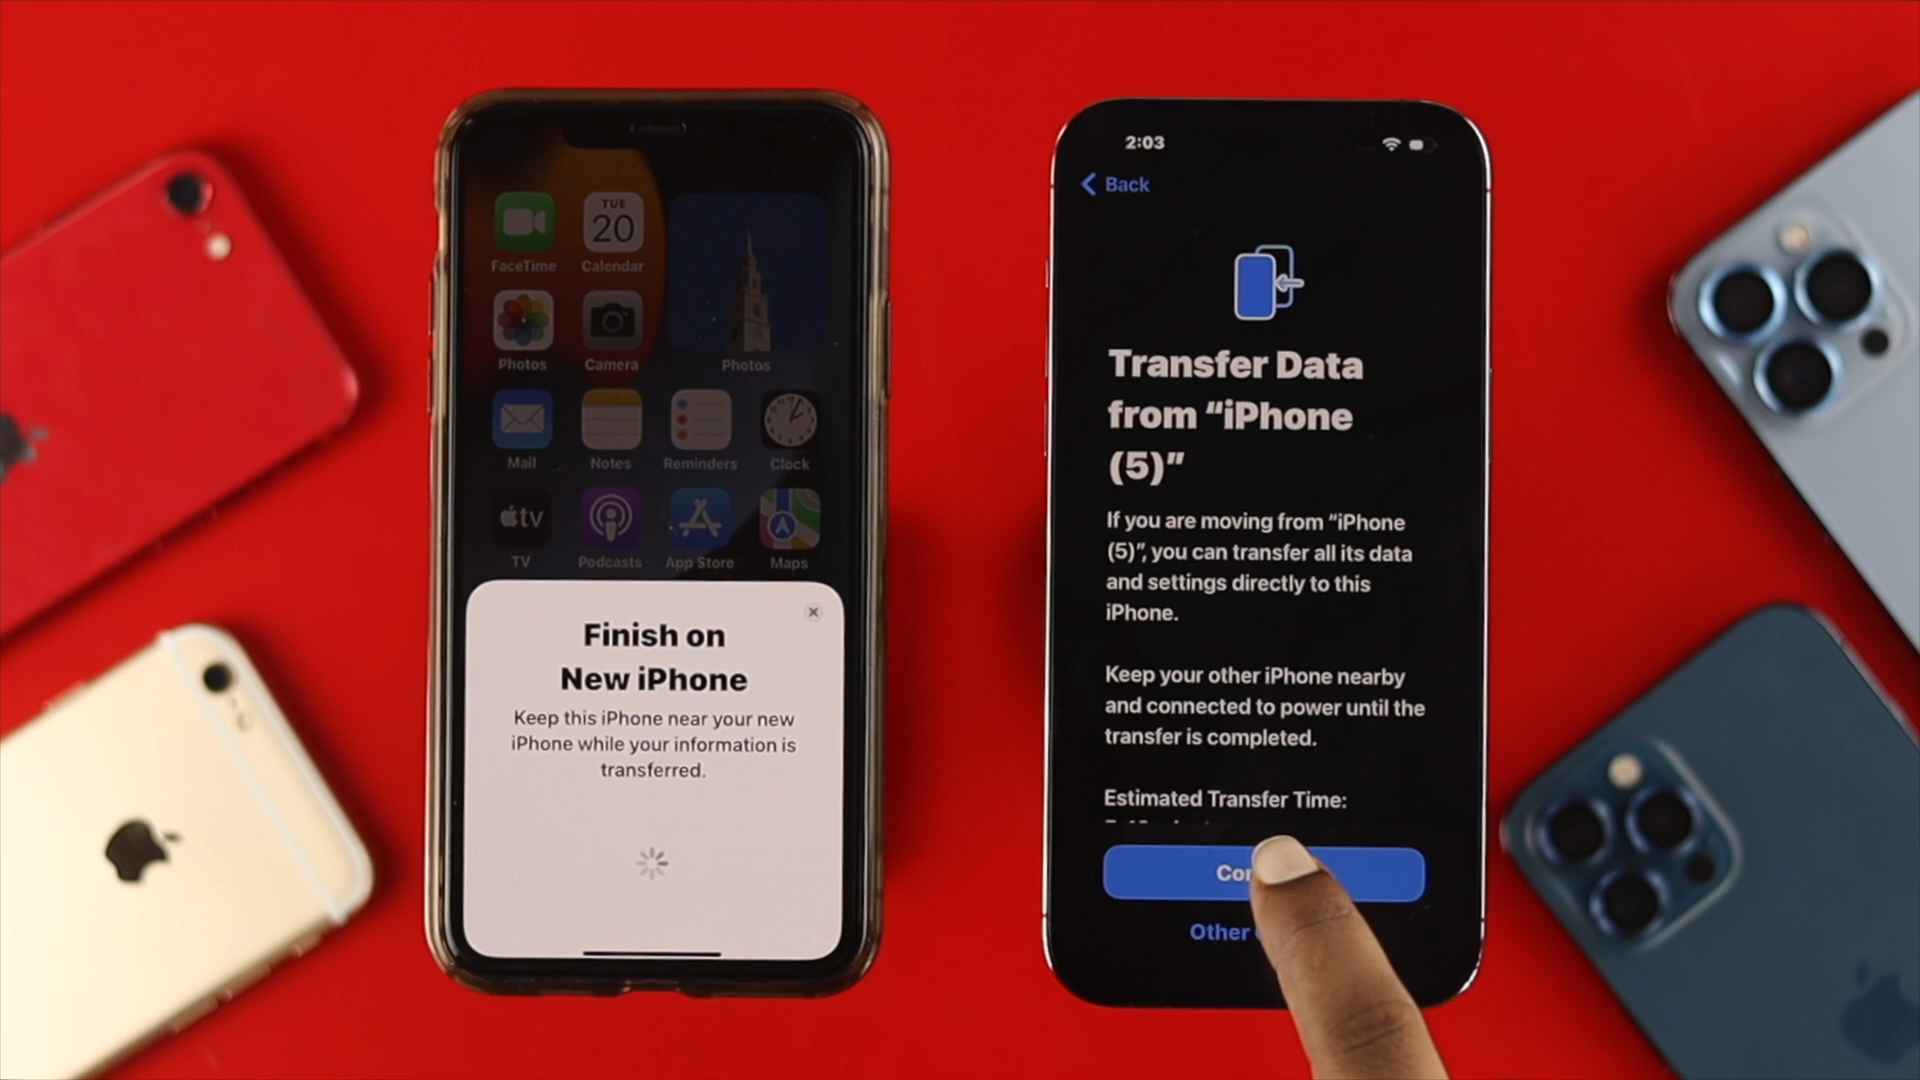 TUE
20
FaceTime
Calendar
Photos
Camera
Photos
Mail
Notes
Reminders
Clock
tv
TV
Podcasts
App Store
Maps
Finish on
New iPhone
Keep this iPhone near your new
iPhone while your information is
transferred.
2:03
Back
Transfer Data
from “iPhone
(5)”
If you are moving from “iPhone
(5)”, you can transfer all its data
and settings directly to this
iPhone.
Keep your other iPhone nearby
and connected to power until the
transfer is completed.
Estimated Transfer Time:
Other